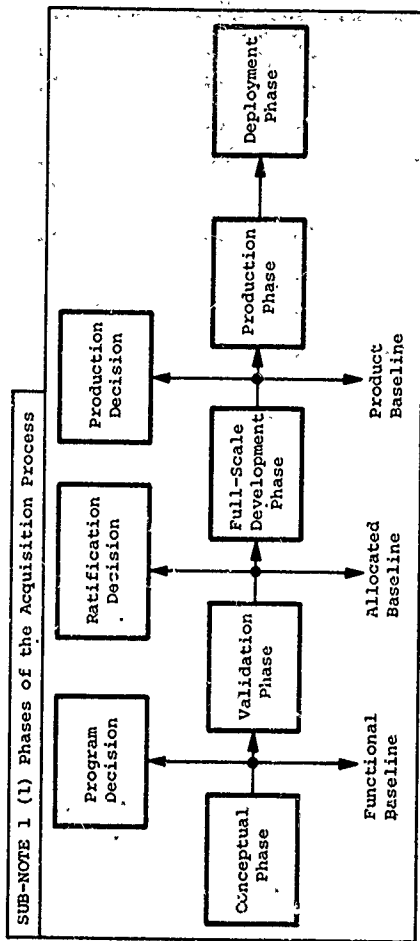 SUB-NOTE 1 (1) Phases of the Acquisition Process
Program
Decision
Ratification
Decision
Production
Decision
Conceptual
Phase
Validation
Phase
Full-Scale
Development
Phase
Production
Phase
Deployment
Phase
Functional
Baseline
Allocated
Baseline
Product
Baseline